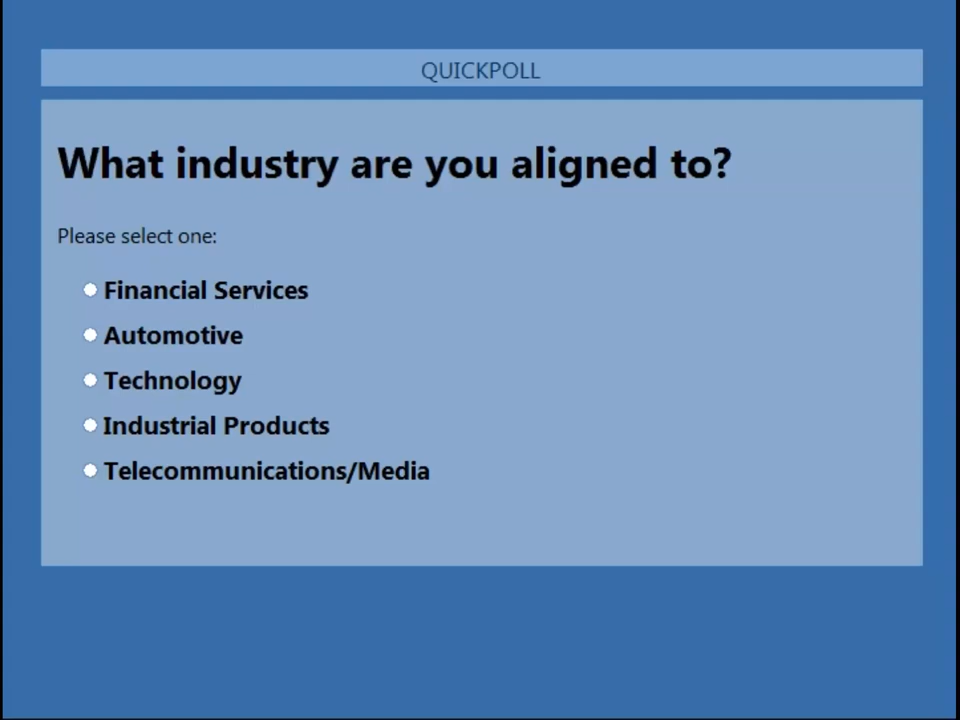 QUICKPOLL
What industry are you aligned to?
Please select one:
Financial Services
Automotive
Technology
Industrial Products
Telecommunications/Media